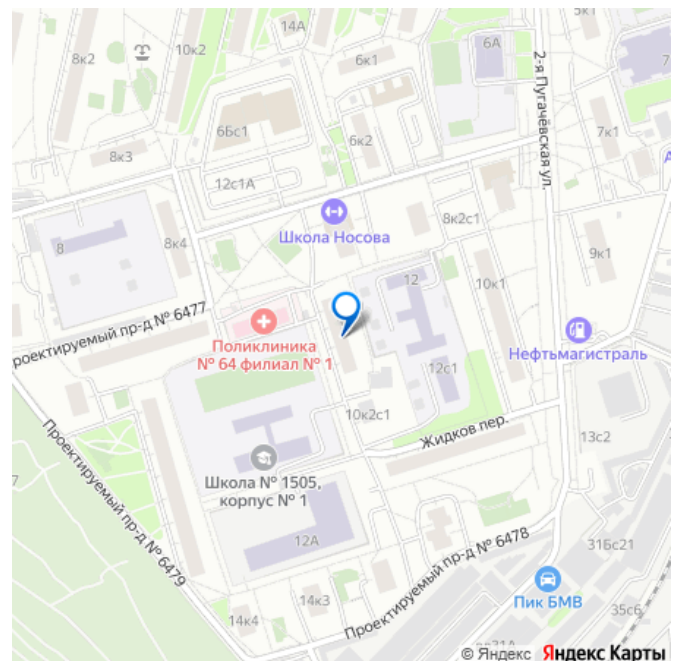 14А
8к2
10к2
6к1
6А
2-я Пугачёвская ул.
6Бс1
6к2
7к1
8к3
12с1А
8к2с1
Школа Носова
8
8к4
12
9к1
10к1
роектируемый пр-д № 6477
Поликлиника
№ 64 филиал № 1
Нефтьмагистраль
12с1
10к2с1
Жидков пер.
13с2
Школа № 1505,
корпус № 1
Проектируемый пр-д № 6479
12А
Проектируемый пр-д № 6478
31Бс21
Пик БМВ
14к3
35с6
14к4
© Яндекс Яндекс Карты